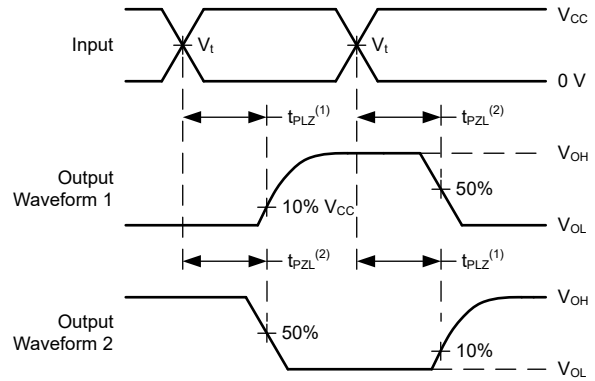 V_CC
Input
V_t
V_t
0 V
t_PLZ^(1)
t_PZL^(2)
V_OH
Output
Waveform 1
10% V_CC
50%
V_OL
t_PZL^(2)
t_PLZ^(1)
V_OH
Output
Waveform 2
50%
10%
V_OL